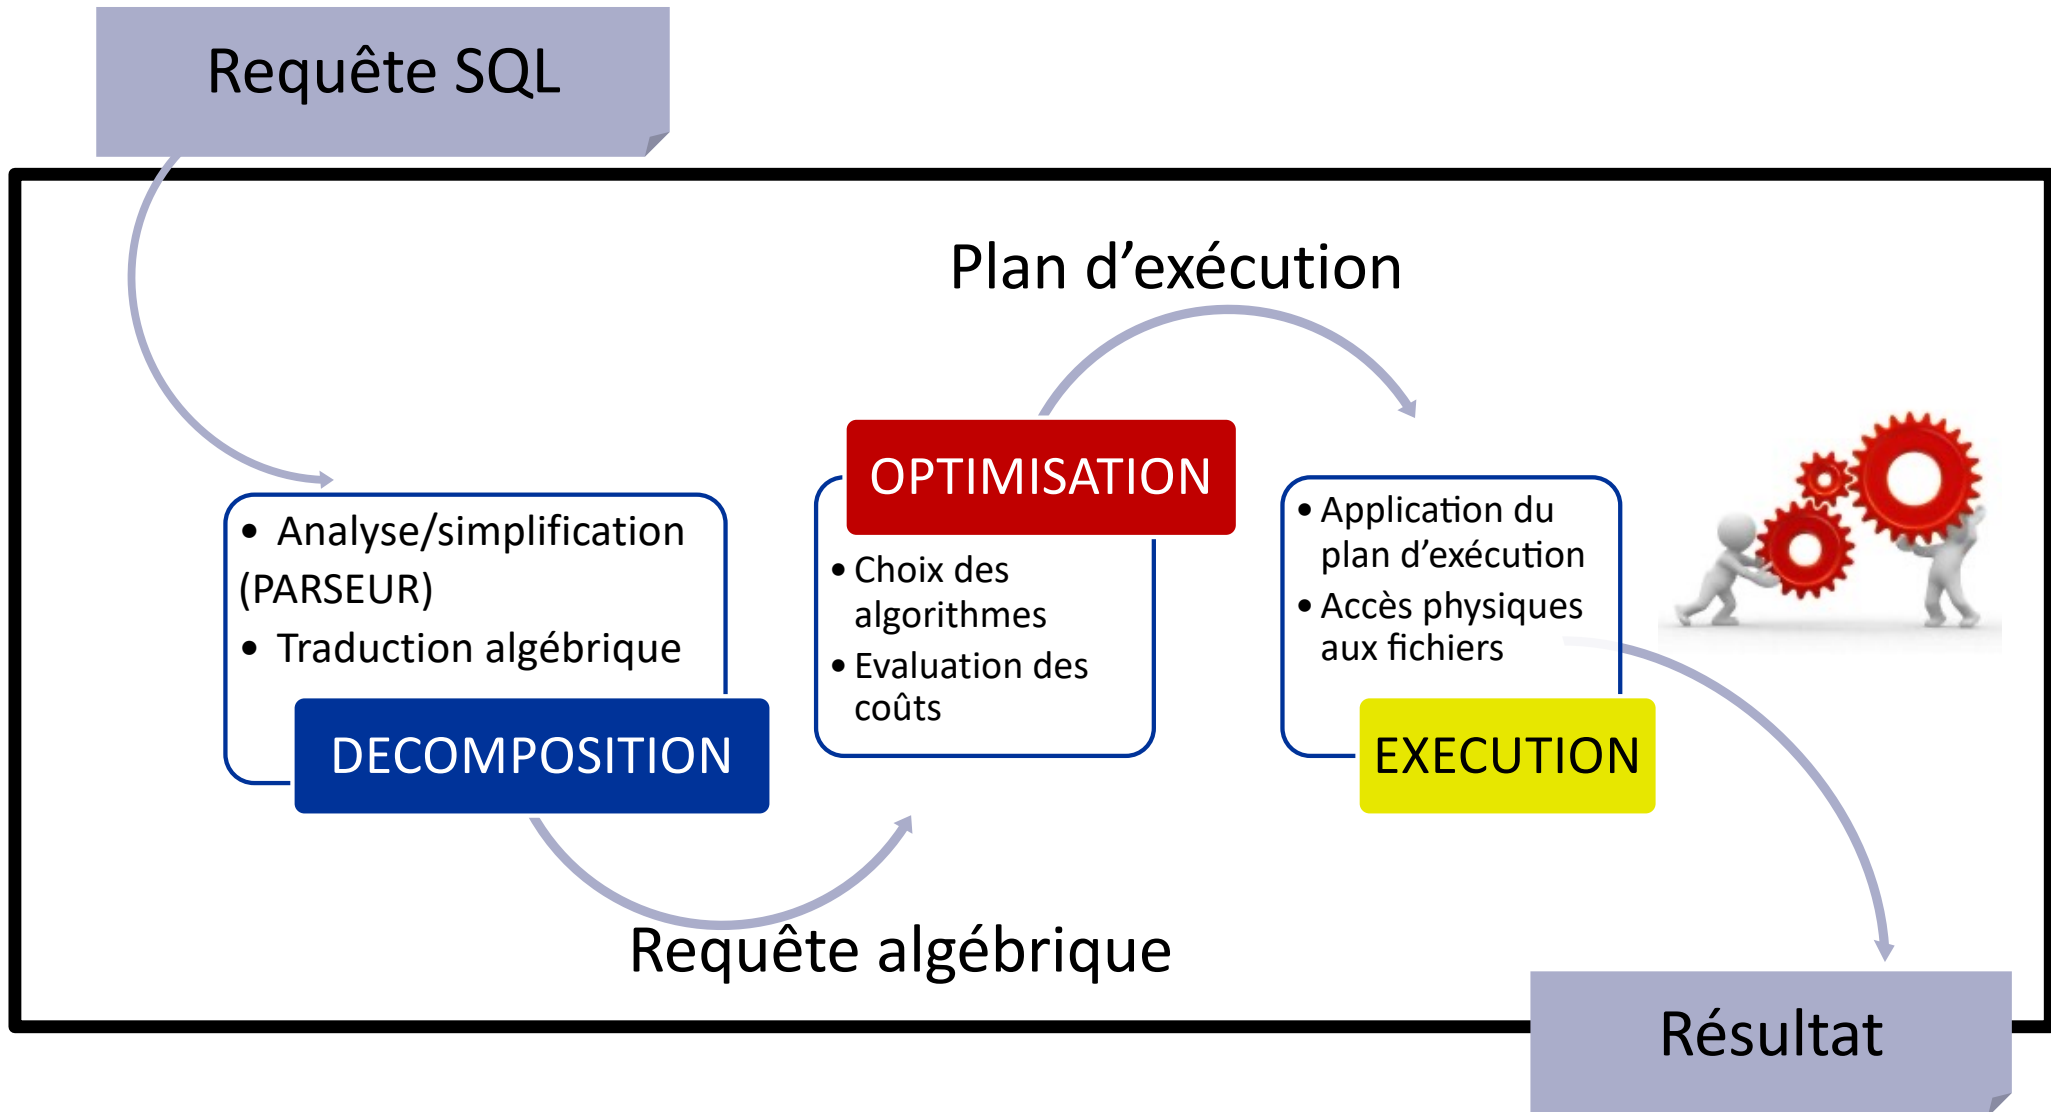 Requête SQL
Plan d’exécution
• Analyse/simplification
(PARSEUR)
• Traduction algébrique
DECOMPOSITION
OPTIMISATION
• Choix des
algorithmes
• Evaluation des
coûts
• Application du
plan d’exécution
• Accès physiques
aux fichiers
EXECUTION
Requête algébrique
Résultat